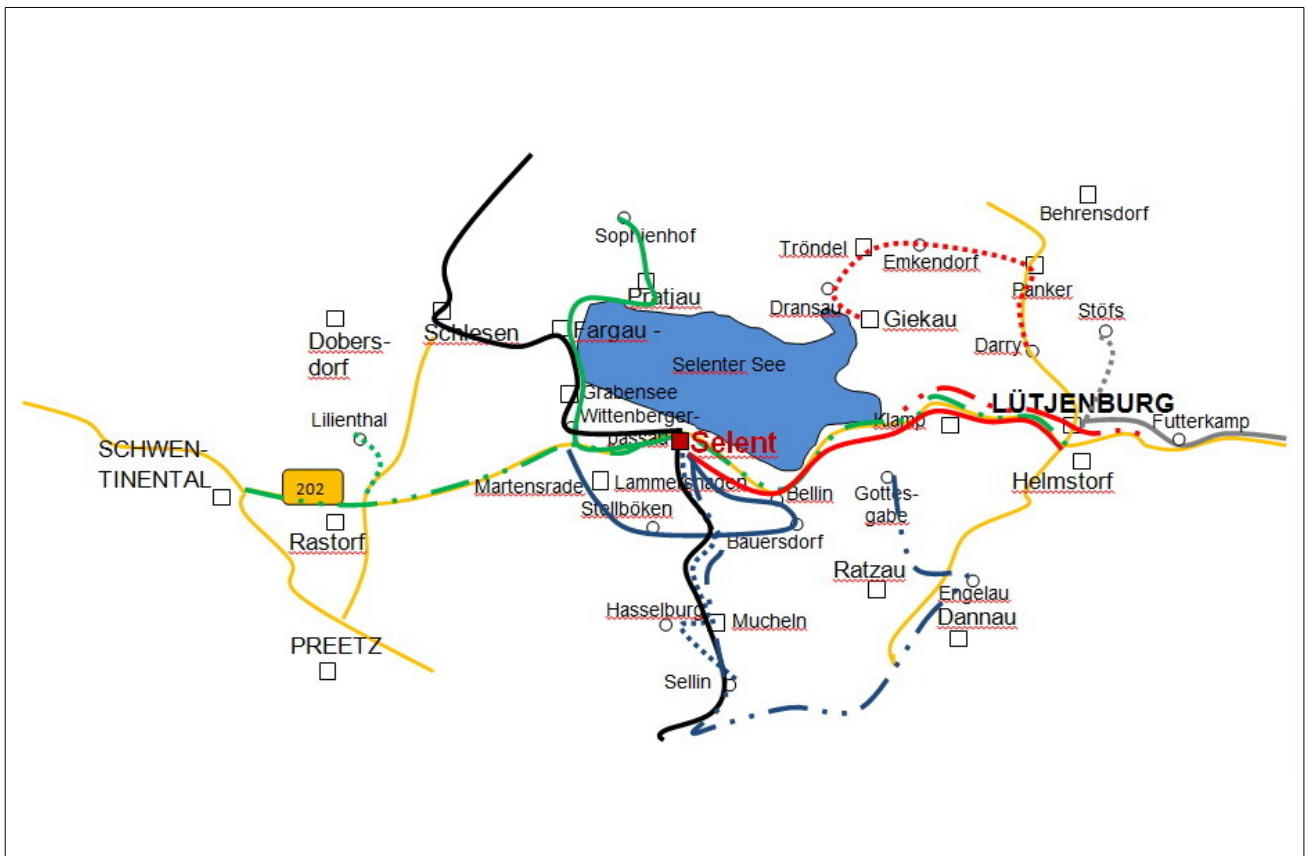 Behrensdorf
Sophienhof
Tröndel
Emkendorf
Panker
Pratjau
Dransau
Stöfs
Giekau
Fargau -
Schlesen
Dobers-
dorf
Darry
Selenter See
Grabensee
LÜTJENBURG
Wittenberger-
passau
Lilienthal
Klamp
Futterkamp
Selent
SCHWEN-
TINENTAL
202
Martensrade
Lammershagen
Helmstorf
Bellin
Gottes-
gabe
Stellböken
Rastorf
Bauersdorf
Ratzau
Engelau
Hasselburg
Mucheln
Dannau
PREETZ
Sellin